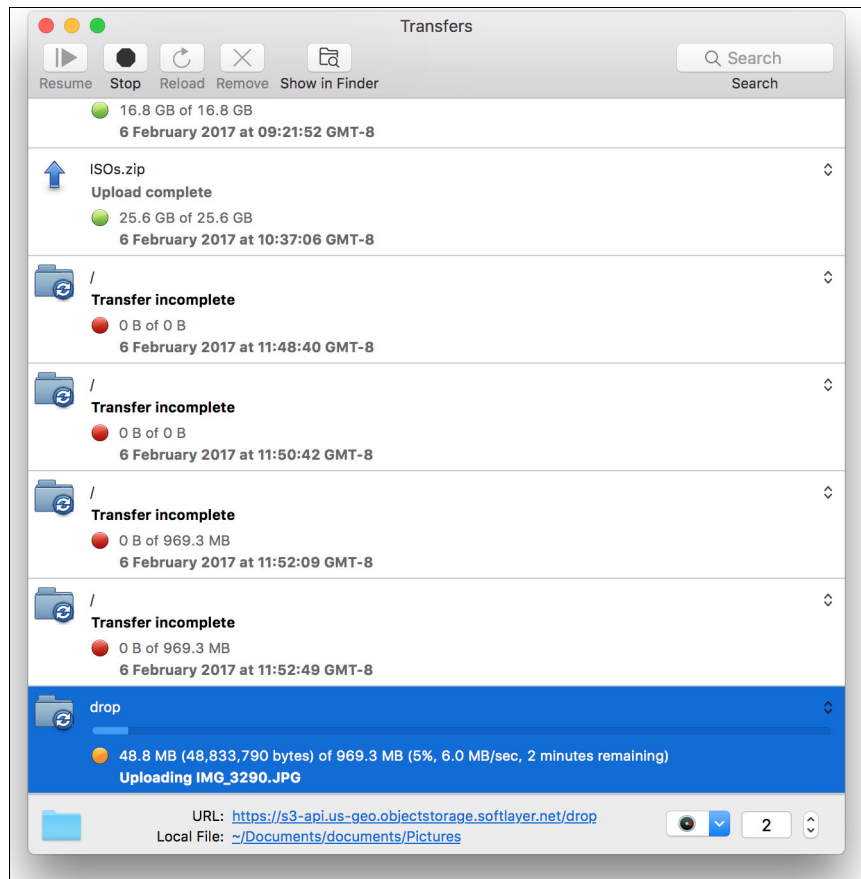 Transfers
Resume Stop Reload Remove Show in Finder
Search
Search
16.8 GB of 16.8 GB
6 February 2017 at 09:21:52 GMT-8
ISOs.zip
Upload complete
25.6 GB of 25.6 GB
6 February 2017 at 10:37:06 GMT-8
/
Transfer incomplete
0 B of 0 B
6 February 2017 at 11:48:40 GMT-8
/
Transfer incomplete
0 B of 0 B
6 February 2017 at 11:50:42 GMT-8
/
Transfer incomplete
0 B of 969.3 MB
6 February 2017 at 11:52:09 GMT-8
/
Transfer incomplete
0 B of 969.3 MB
6 February 2017 at 11:52:49 GMT-8
drop
48.8 MB (48,833,790 bytes) of 969.3 MB (5%, 6.0 MB/sec, 2 minutes remaining)
Uploading IMG_3290.JPG
URL: https://s3-api.us-geo.objectstorage.softlayer.net/drop
Local File: ~/Documents/documents/Pictures
2